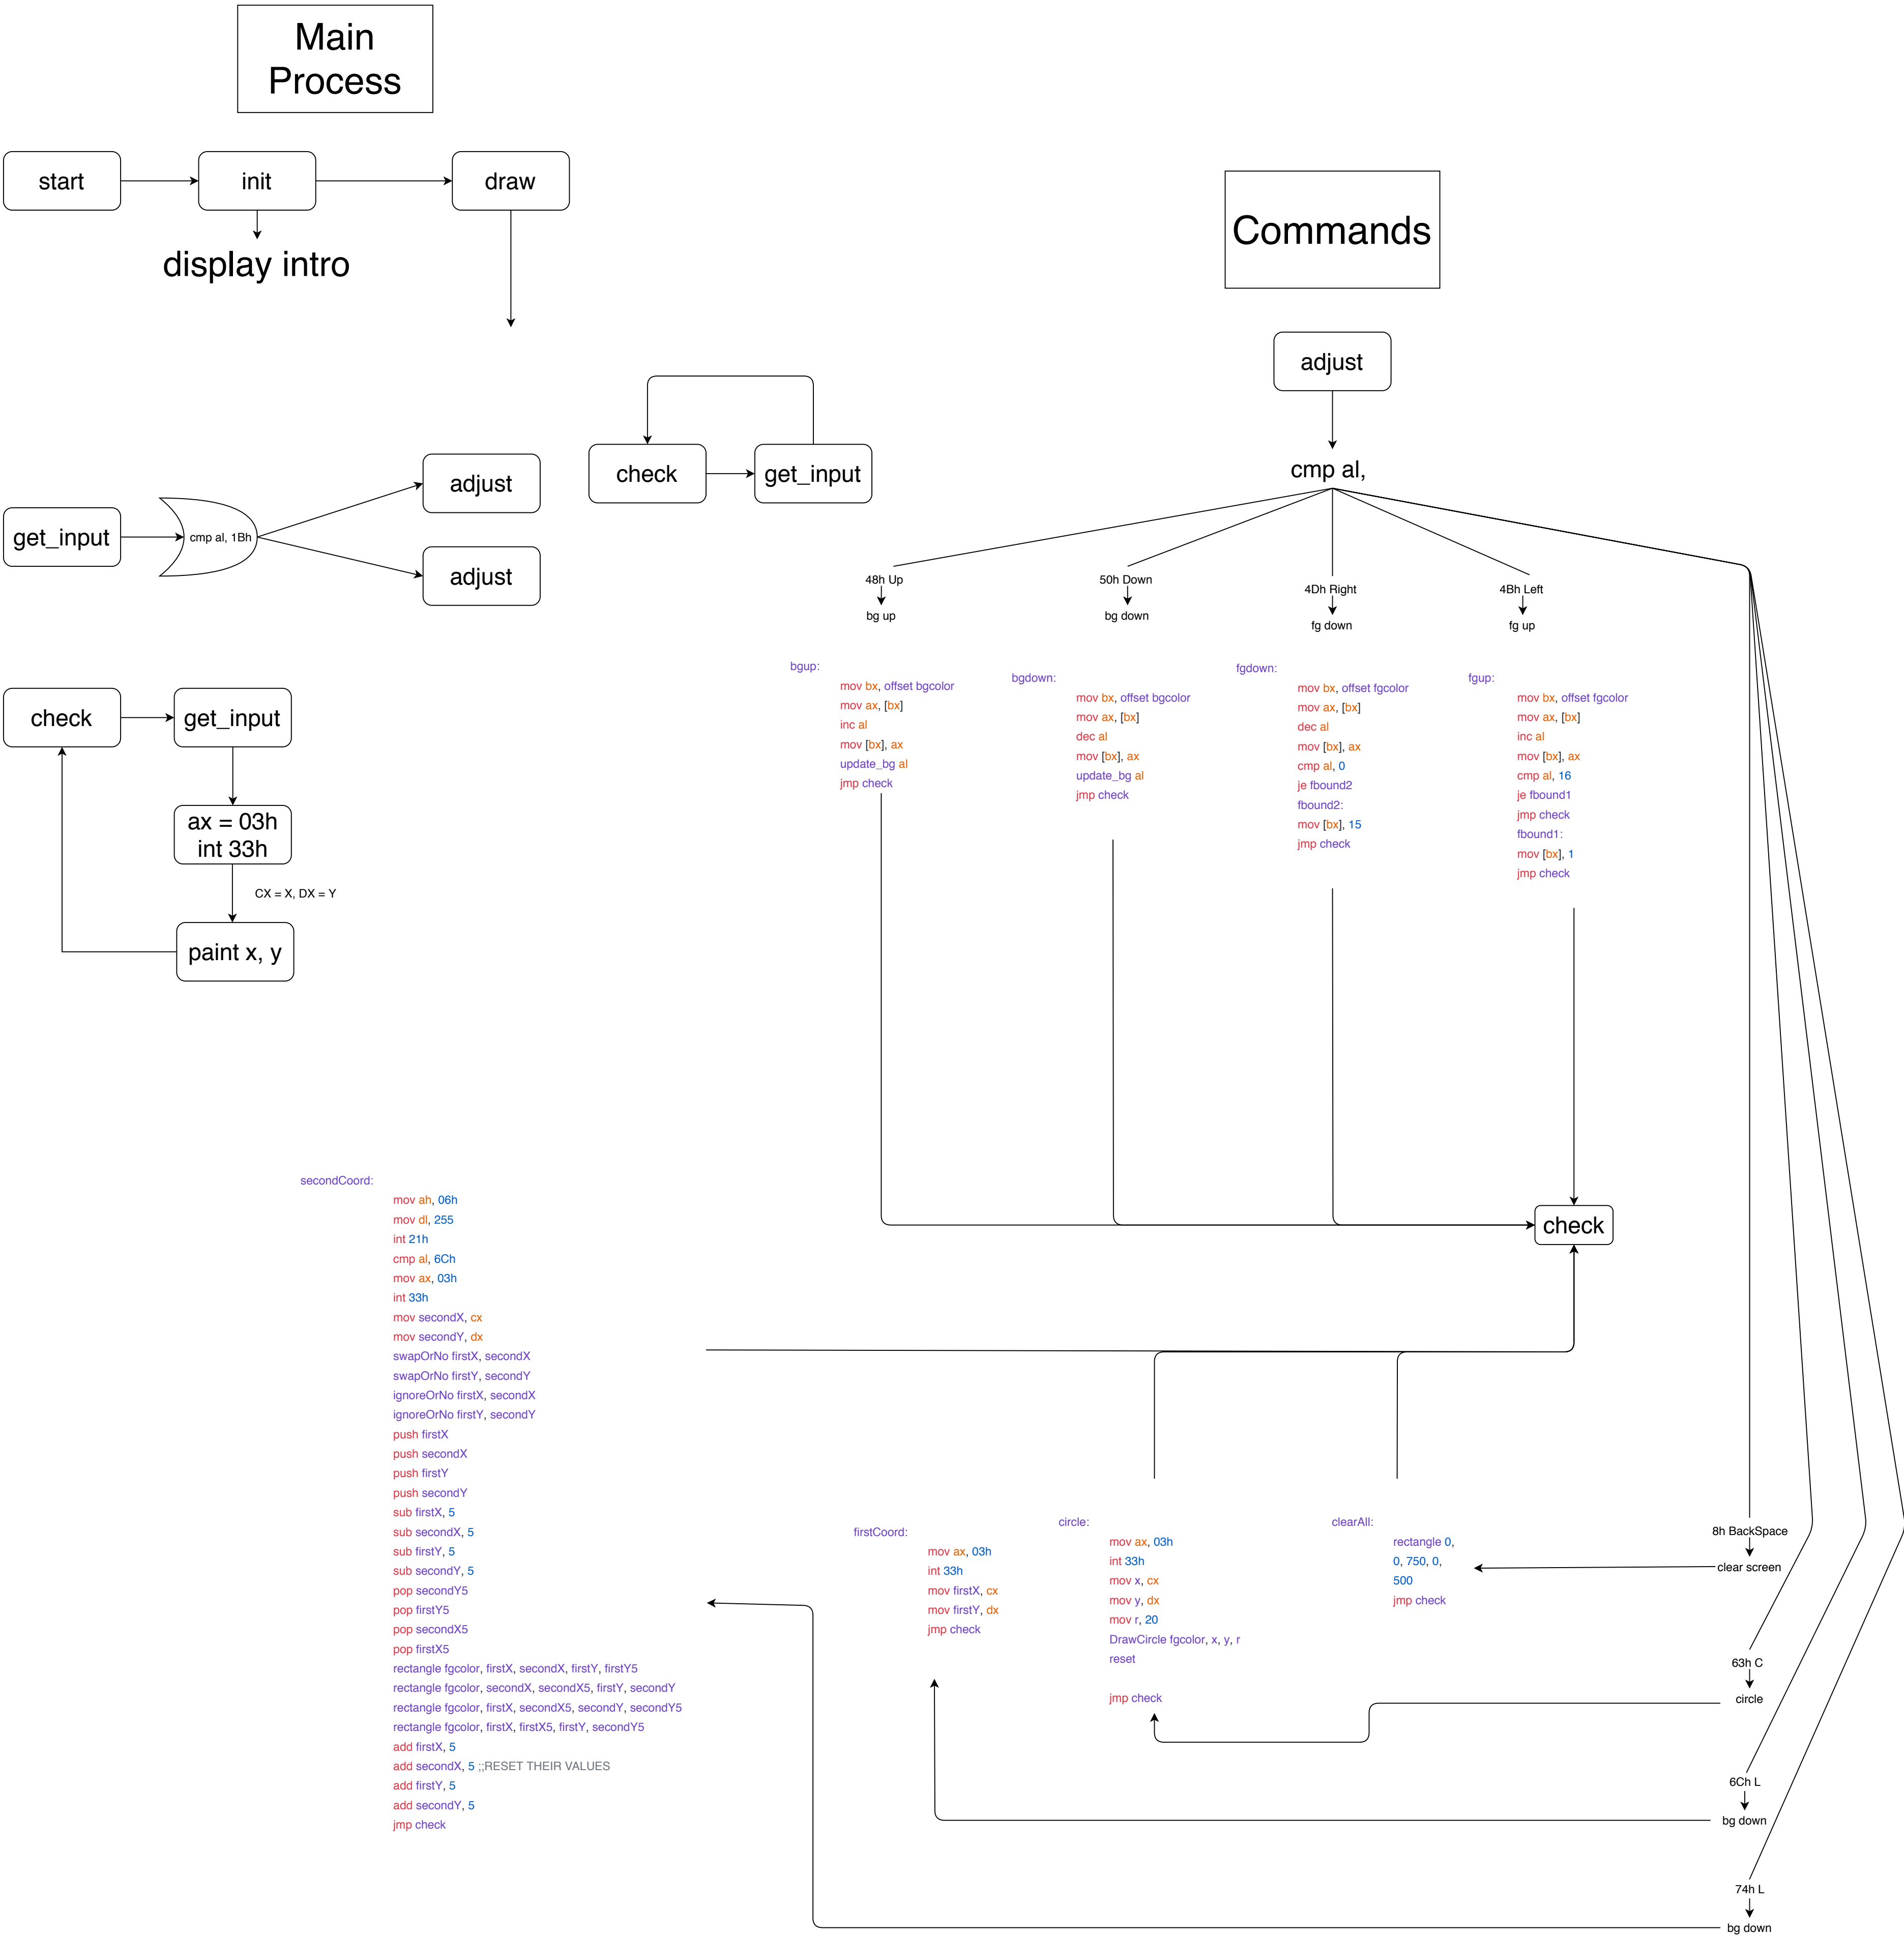 Main
Process
start
init
draw
display intro
Commands
adjust
cmp al,
check
get_input
get_input
cmp al, 1Bh
adjust
adjust
48h Up
bg up
50h Down
bg down
4Dh Right
fg down
4Bh Left
fg up
check
get_input
ax = 03h
int 33h
CX = X, DX = Y
paint x, y
bgup:
mov bx, offset bgcolor
mov ax, [bx]
inc al
mov [bx], ax
update_bg al
jmp check
bgdown:
mov bx, offset bgcolor
mov ax, [bx]
dec al
mov [bx], ax
update_bg al
jmp check
fgdown:
mov bx, offset fgcolor
mov ax, [bx]
dec al
mov [bx], ax
cmp al, 0
je fbound2
fbound2:
mov [bx], 15
jmp check
fgup:
mov bx, offset fgcolor
mov ax, [bx]
inc al
mov [bx], ax
cmp al, 16
je fbound1
jmp check
fbound1:
mov [bx], 1
jmp check
check
secondCoord:
mov ah, 06h
mov dl, 255
int 21h
cmp al, 6Ch
mov ax, 03h
int 33h
mov secondX, cx
mov secondY, dx
swapOrNo firstX, secondX
swapOrNo firstY, secondY
ignoreOrNo firstX, secondX
ignoreOrNo firstY, secondY
push firstX
push secondX
push firstY
push secondY
sub firstX, 5
sub secondX, 5
sub firstY, 5
sub secondY, 5
pop secondY5
pop firstY5
pop secondX5
pop firstX5
rectangle fgcolor, firstX, secondX, firstY, firstY5
rectangle fgcolor, secondX, secondX5, firstY, secondY
rectangle fgcolor, firstX, secondX5, secondY, secondY5
rectangle fgcolor, firstX, firstX5, firstY, secondY5
add firstX, 5
add secondX, 5 ;;RESET THEIR VALUES
add firstY, 5
add secondY, 5
jmp check
firstCoord:
mov ax, 03h
int 33h
mov firstX, cx
mov firstY, dx
jmp check
circle:
mov ax, 03h
int 33h
mov x, cx
mov y, dx
mov r, 20
DrawCircle fgcolor, x, y, r
reset
jmp check
clearAll:
rectangle 0,
0, 750, 0,
500
jmp check
8h BackSpace
clear screen
63h C
circle
6Ch L
bg down
74h L
bg down